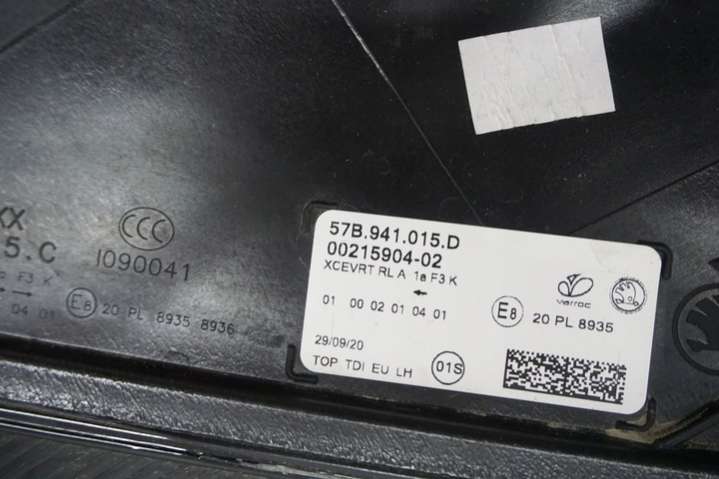 57B.941.015.D
00215904-02
XCEVRT RL A 1a F3 K
←
01 00 02 01 04 01
29/09/20
TOP TDI EU LH
01S
E8 20 PL 8935
varroc
XX
5.C
CCC
I090041
F3 K
04 01
E8 20 PL 8935 8936